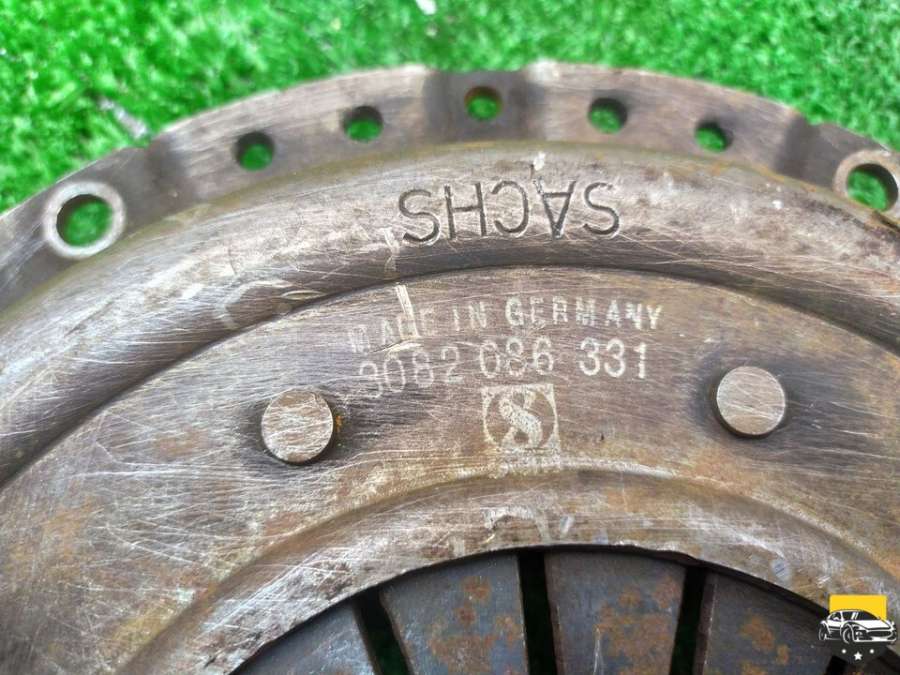 SACHS
MADE IN GERMANY
3082 086 331